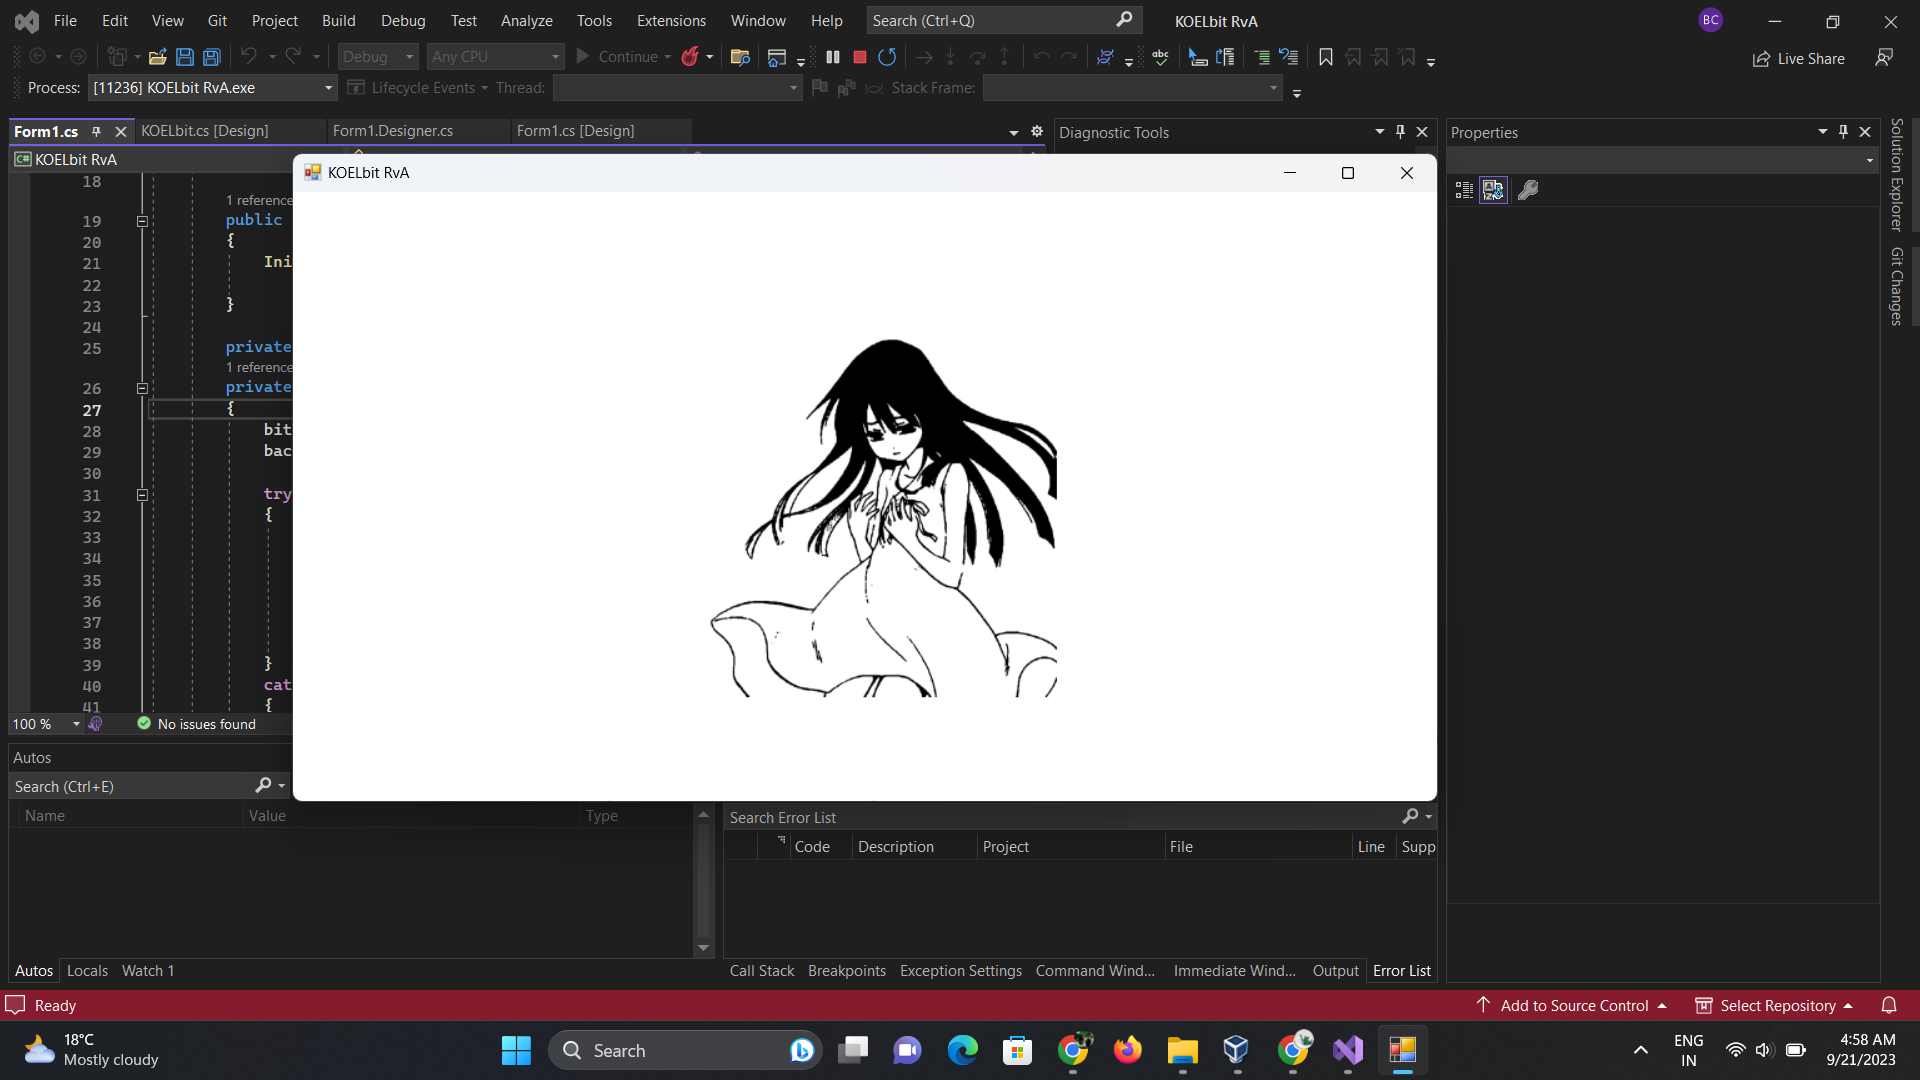 File Edit View Git Project Build Debug Test Analyze Tools Extensions Window Help Search (Ctrl+Q) KOELbit RvA BC
Debug Any CPU Continue abc Live Share
Process: [11236] KOELbit RvA.exe Lifecycle Events Thread: Stack Frame:
Form1.cs KOELbit.cs [Design] Form1.Designer.cs Form1.cs [Design] Diagnostic Tools Properties
C# KOELbit RvA
KOELbit RvA
18
1 reference
19 public
20 {
21 Ini
22
23 }
24
25 private
1 reference
26 private
27 {
28 bit
29 bac
30
31 try
32 {
33
34
35
36
37
38
39 }
40 cat
41 {
100 % No issues found
Solution Explorer
Git Changes
Autos
Search (Ctrl+E)
Name Value Type
Search Error List
Code Description Project File Line Supp
Autos Locals Watch 1
Call Stack Breakpoints Exception Settings Command Wind... Immediate Wind... Output Error List
Ready Add to Source Control Select Repository
18°C
Mostly cloudy
Search
ENG
IN
4:58 AM
9/21/2023